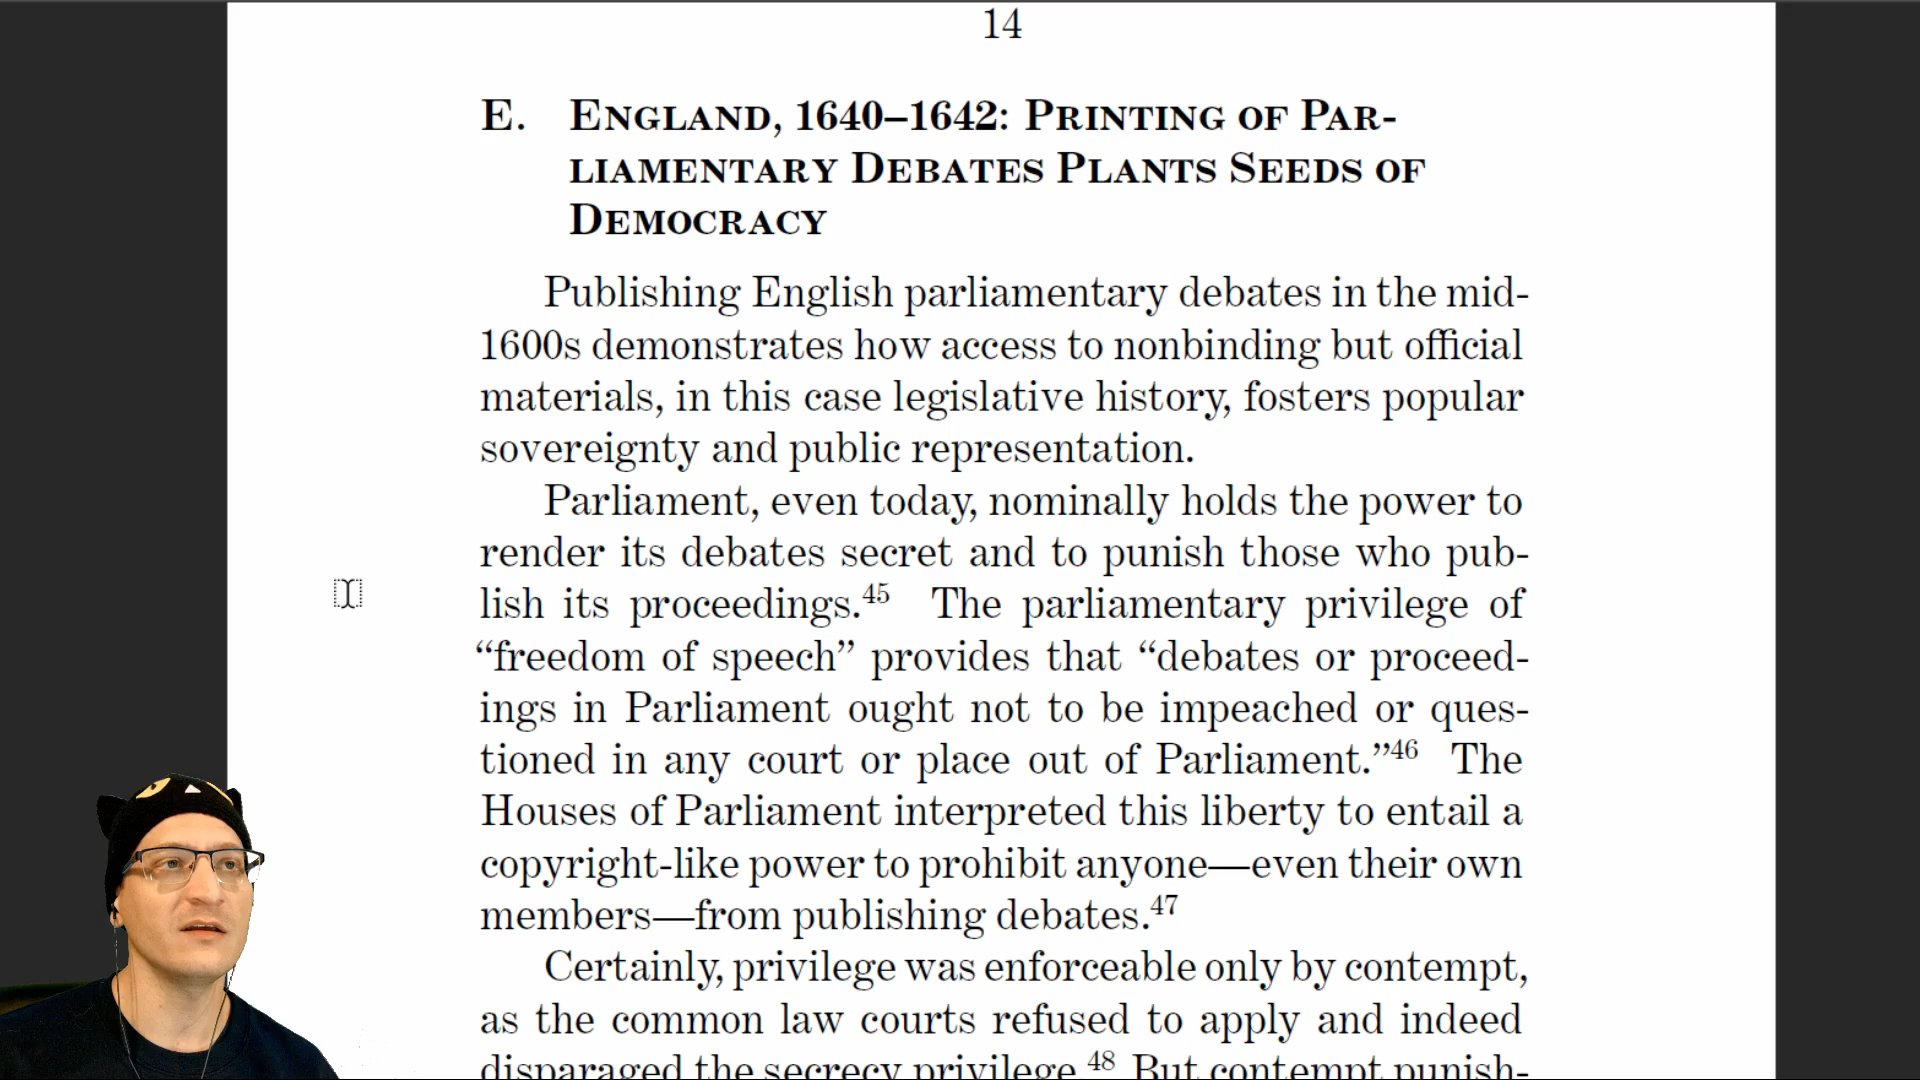 14
E. ENGLAND, 1640–1642: PRINTING OF PAR-
LIAMENTARY DEBATES PLANTS SEEDS OF
DEMOCRACY
Publishing English parliamentary debates in the mid-
1600s demonstrates how access to nonbinding but official
materials, in this case legislative history, fosters popular
sovereignty and public representation.
Parliament, even today, nominally holds the power to
render its debates secret and to punish those who pub-
lish its proceedings.45 The parliamentary privilege of
“freedom of speech” provides that “debates or proceed-
ings in Parliament ought not to be impeached or ques-
tioned in any court or place out of Parliament.”46 The
Houses of Parliament interpreted this liberty to entail a
copyright-like power to prohibit anyone—even their own
members—from publishing debates.47
Certainly, privilege was enforceable only by contempt,
as the common law courts refused to apply and indeed
disparaged the secrecy privilege.48 But contempt punish-